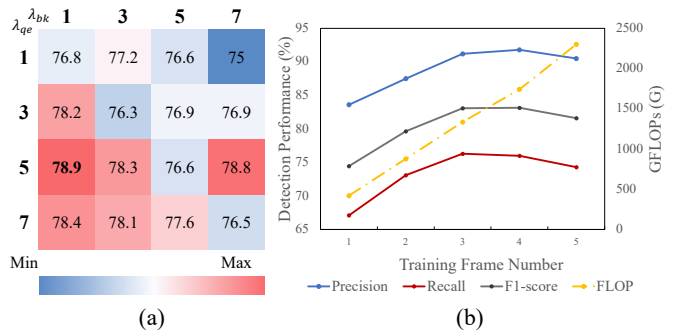 λqe λbk 1 3 5 7
1 76.8 77.2 76.6 75
3 78.2 76.3 76.9 76.9
5 78.9 78.3 76.6 78.8
7 78.4 78.1 77.6 76.5
Min Max
(a)
Detection Performance (%)
95
90
85
80
75
70
65
2500
2000
1500
1000
500
0
GFLOPs (G)
1 2 3 4 5
Training Frame Number
Precision Recall F1-score FLOP
(b)